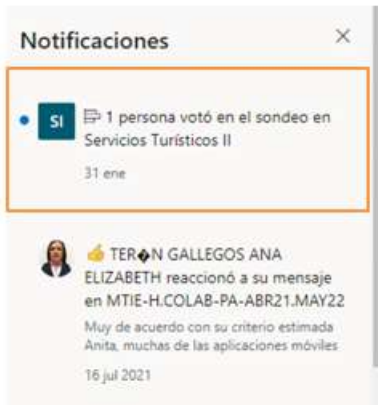 Notificaciones
SI
1 persona votó en el sondeo en
Servicios Turísticos II
31 ene
👍 TER�N GALLEGOS ANA
ELIZABETH reaccionó a su mensaje
en MTIE-H.COLAB-PA-ABR21.MAY22
Muy de acuerdo con su criterio estimada
Anita, muchas de las aplicaciones móviles
16 jul 2021